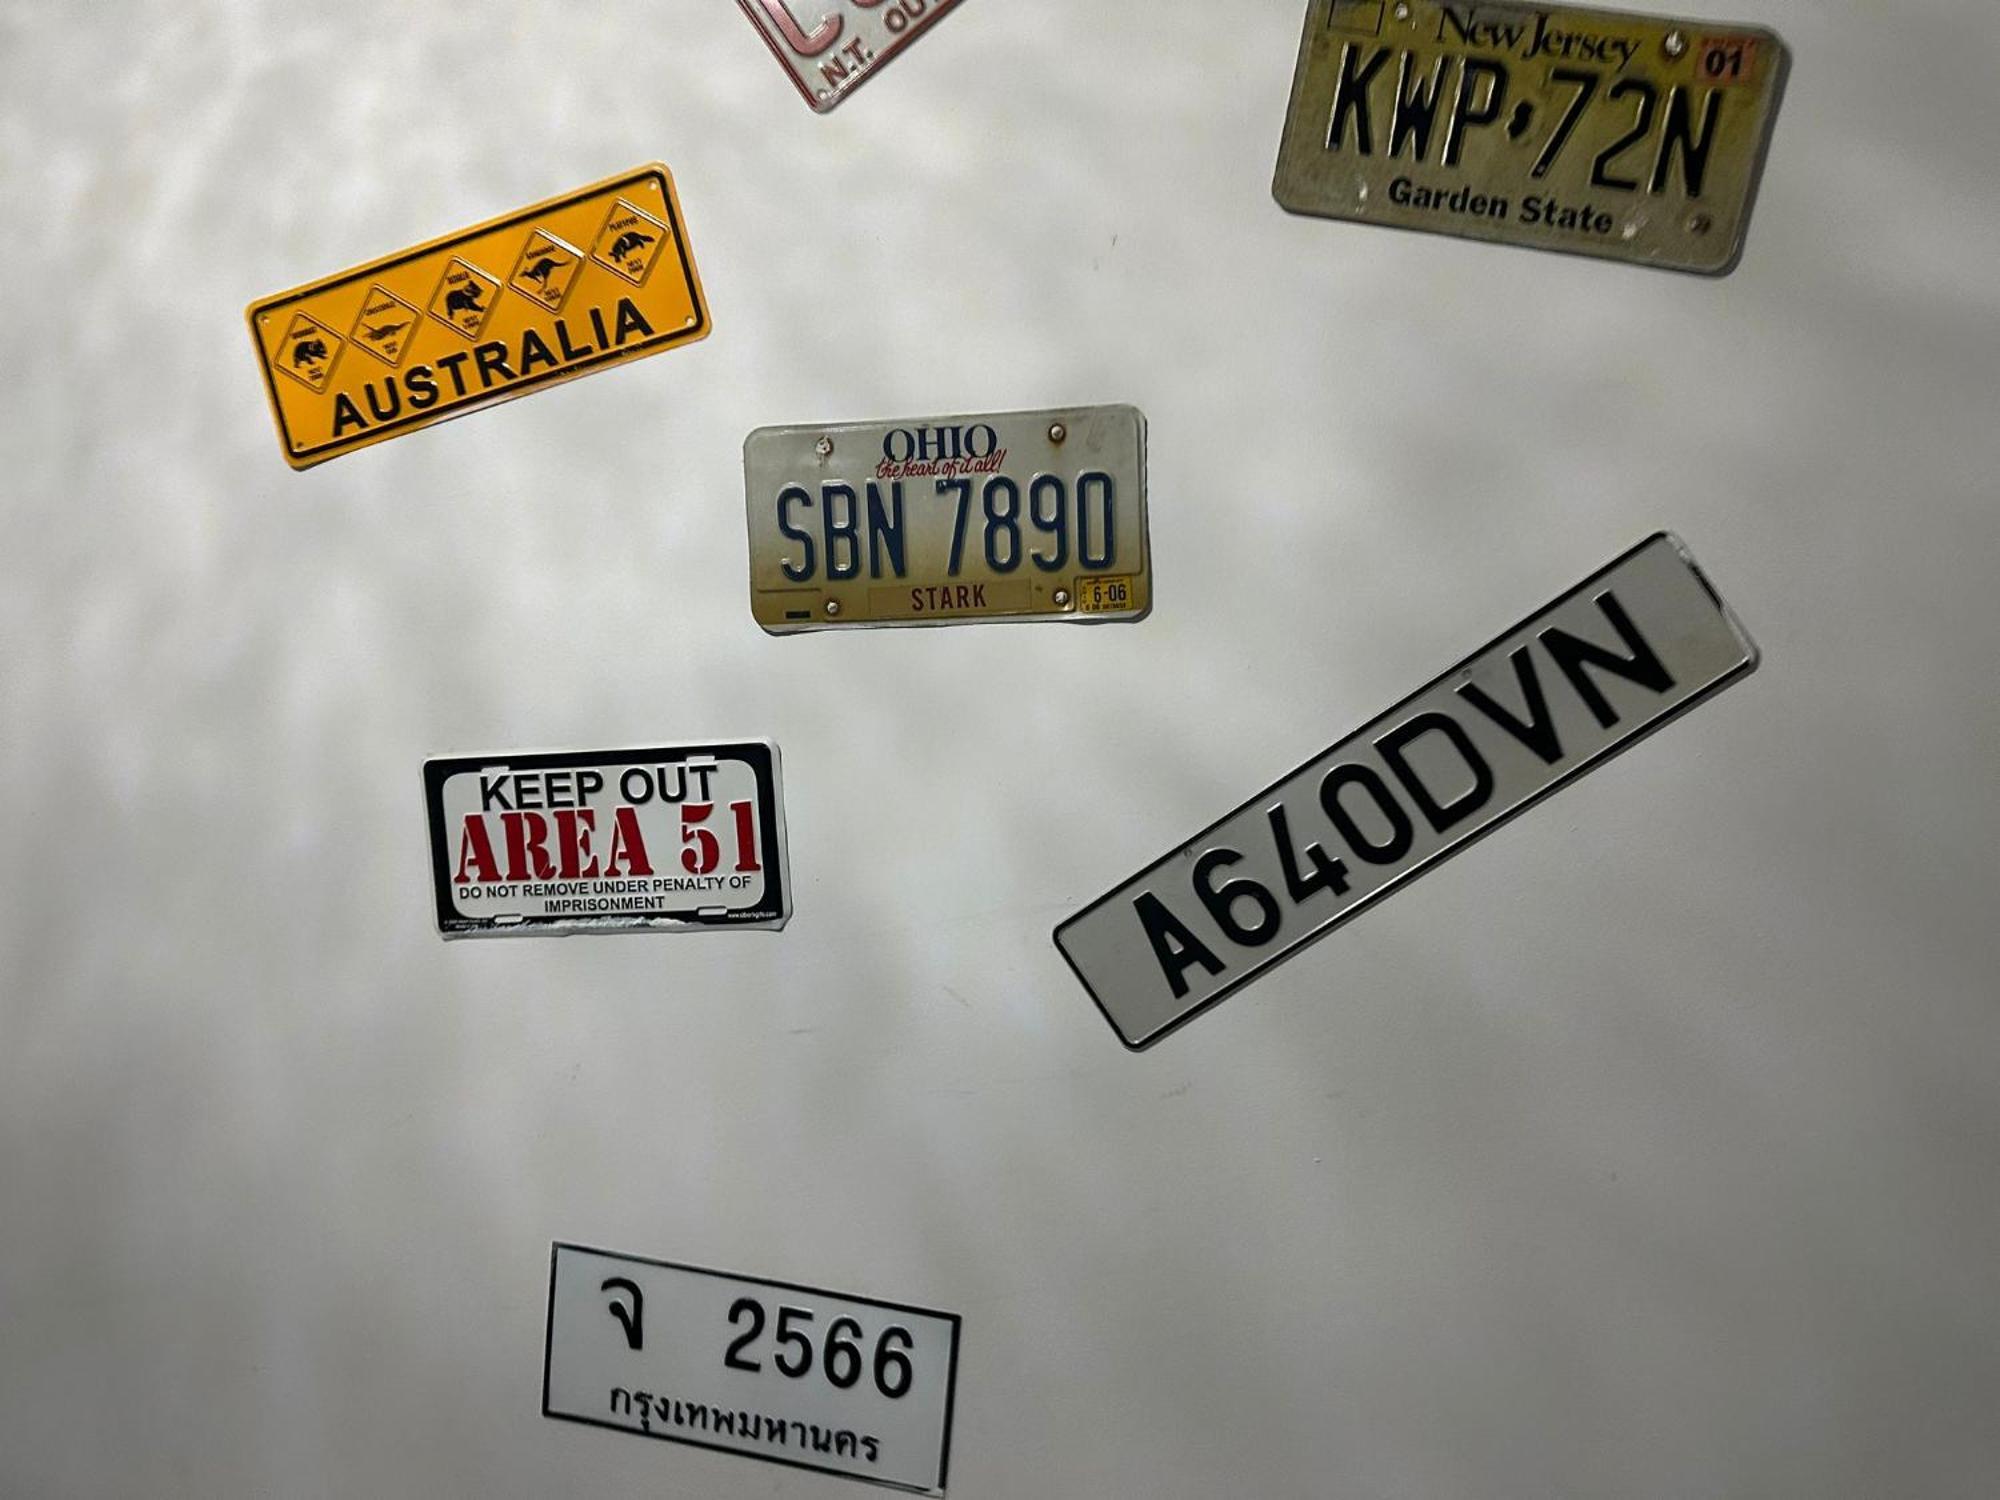 N.T. OU
New Jersey
01
KWP 72N
Garden State
AUSTRALIA
OHIO
the heart of it all!
SBN 7890
STARK
6-06
A640DVN
KEEP OUT
AREA 51
DO NOT REMOVE UNDER PENALTY OF
IMPRISONMENT
จ 2566
กรุงเทพมหานคร